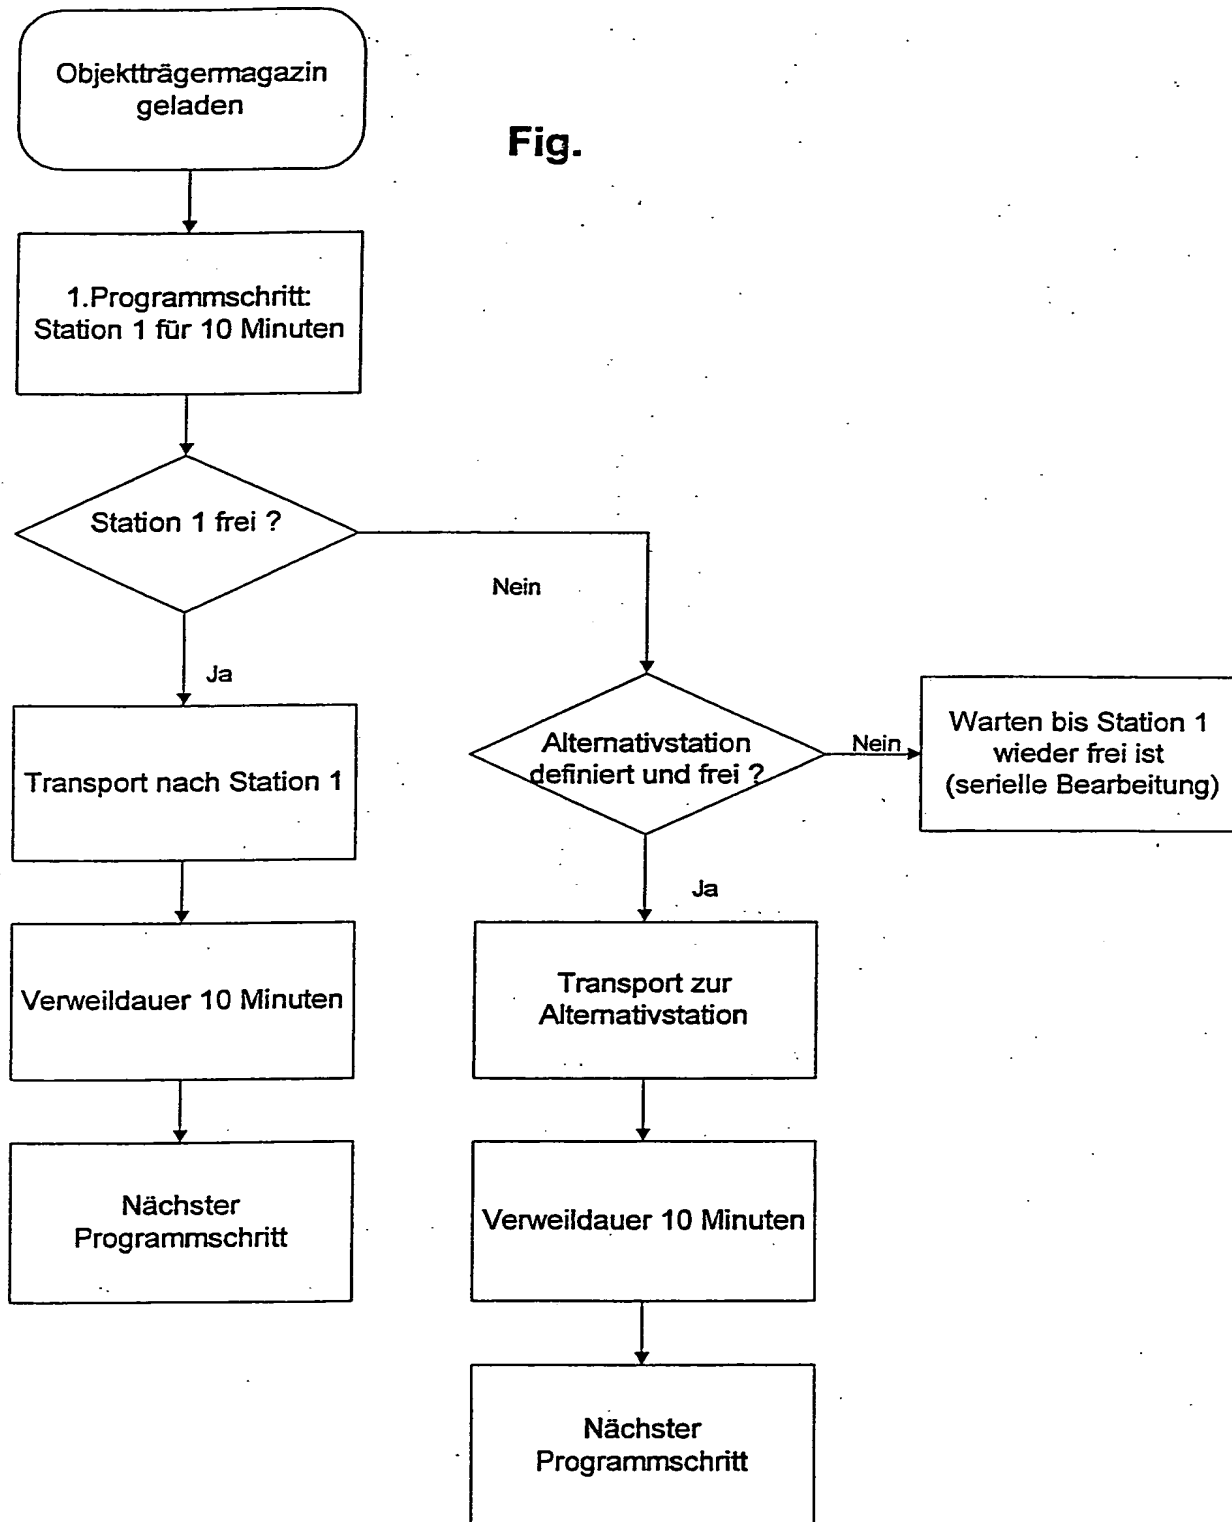 Objektträgermagazin
geladen
Fig.
1.Programmschritt:
Station 1 für 10 Minuten
Station 1 frei ?
Nein
Ja
Transport nach Station 1
Verweildauer 10 Minuten
Nächster
Programmschritt
Alternativstation
definiert und frei ?
Nein
Warten bis Station 1
wieder frei ist
(serielle Bearbeitung)
Ja
Transport zur
Alternativstation
Verweildauer 10 Minuten
Nächster
Programmschritt